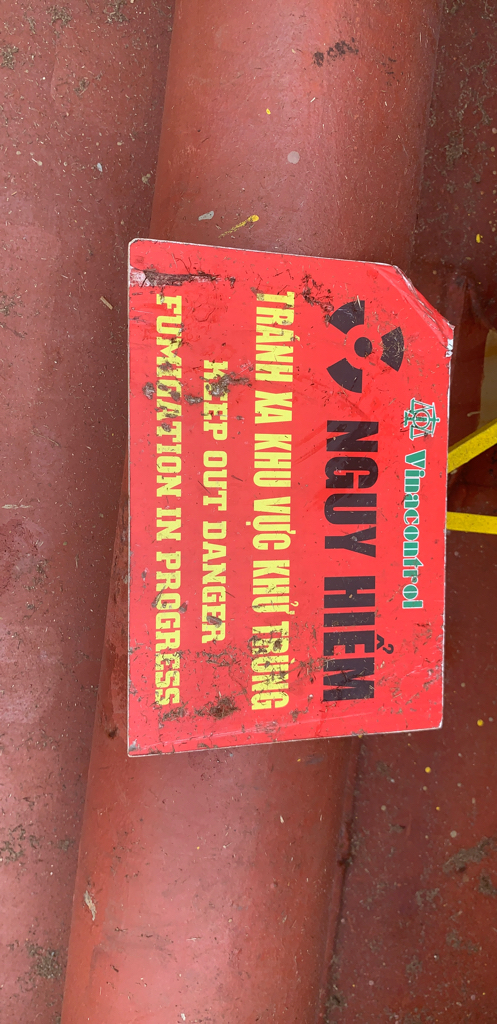 Vinacontrol
NGUY HIỂM
TRÁNH XA KHU VỰC KHỬ TRÙNG
KEEP OUT DANGER
FUMIGATION IN PROGRESS